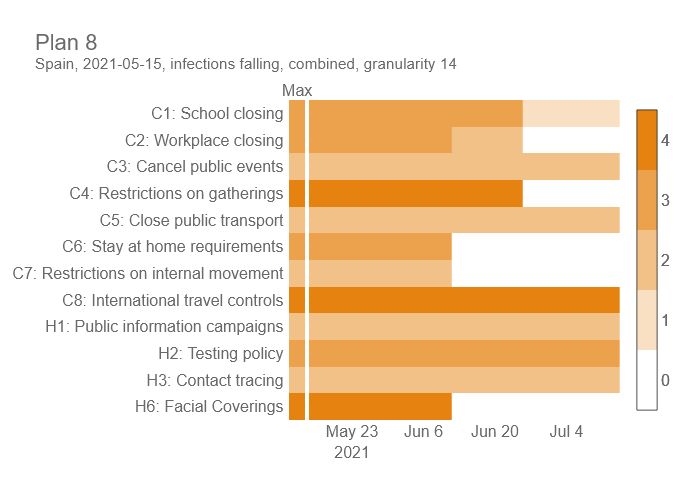 Plan 8
Spain, 2021-05-15, infections falling, combined, granularity 14
Max
C1: School closing
C2: Workplace closing
C3: Cancel public events
C4: Restrictions on gatherings
C5: Close public transport
C6: Stay at home requirements
C7: Restrictions on internal movement
C8: International travel controls
H1: Public information campaigns
H2: Testing policy
H3: Contact tracing
H6: Facial Coverings
May 23 Jun 6 Jun 20 Jul 4
2021
4
3
2
1
0